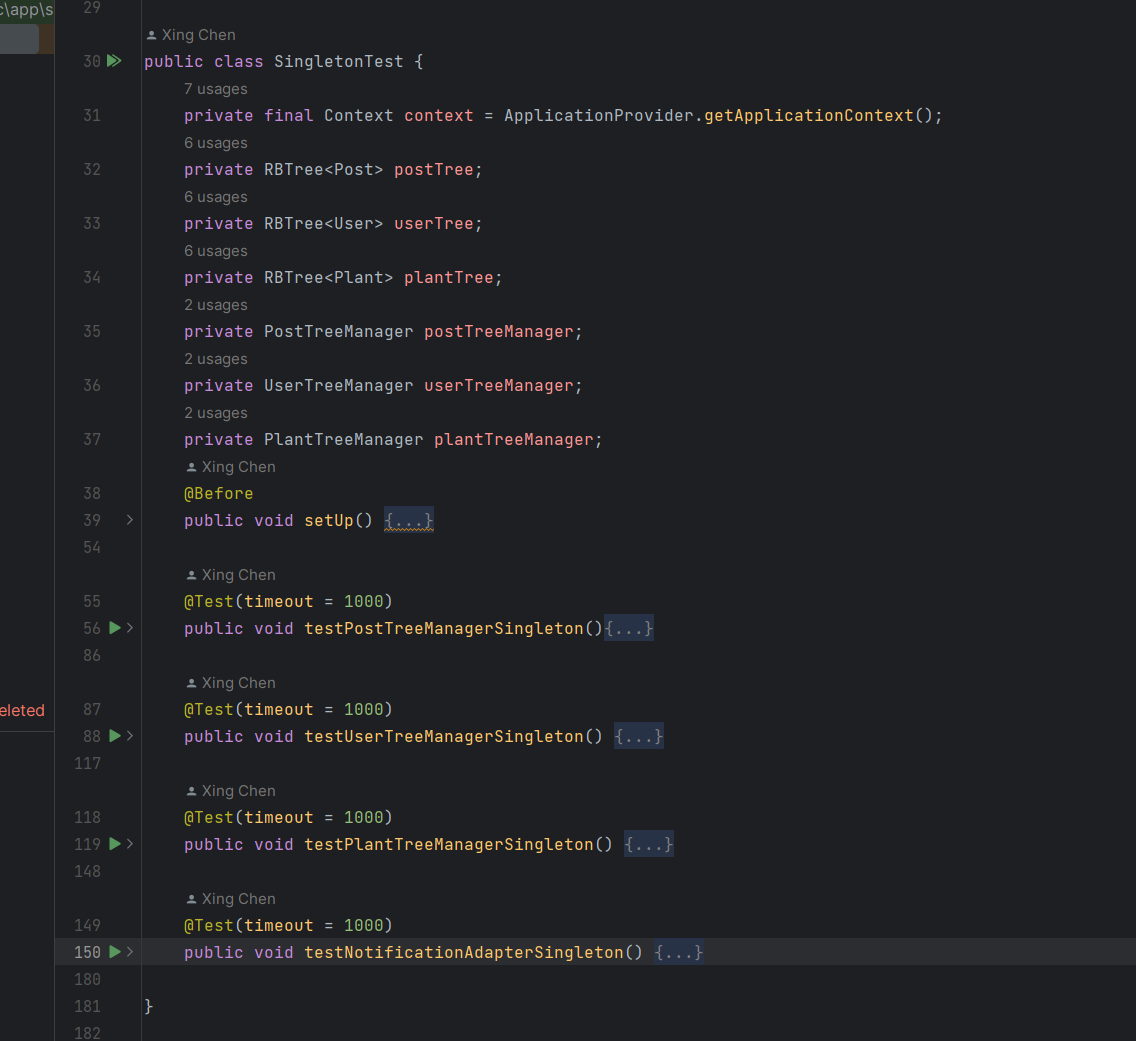 c\app\s
29
Xing Chen
30 public class SingletonTest {
7 usages
31 private final Context context = ApplicationProvider.getApplicationContext();
6 usages
32 private RBTree<Post> postTree;
6 usages
33 private RBTree<User> userTree;
6 usages
34 private RBTree<Plant> plantTree;
2 usages
35 private PostTreeManager postTreeManager;
2 usages
36 private UserTreeManager userTreeManager;
2 usages
37 private PlantTreeManager plantTreeManager;
Xing Chen
38 @Before
39 public void setUp() {...}
54
Xing Chen
55 @Test(timeout = 1000)
56 public void testPostTreeManagerSingleton(){...}
86
Xing Chen
eleted
87 @Test(timeout = 1000)
88 public void testUserTreeManagerSingleton() {...}
117
Xing Chen
118 @Test(timeout = 1000)
119 public void testPlantTreeManagerSingleton() {...}
148
Xing Chen
149 @Test(timeout = 1000)
150 public void testNotificationAdapterSingleton() {...}
180
181 }
182